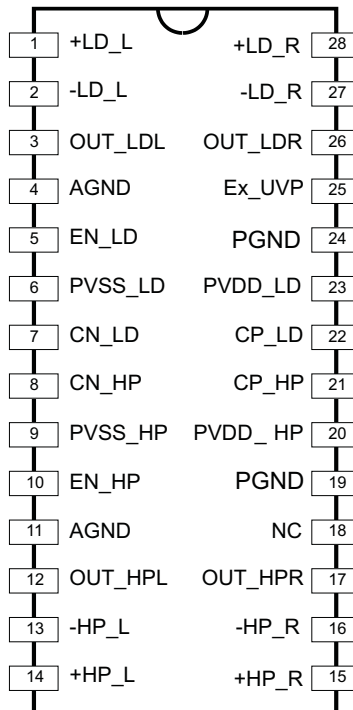 1 +LD_L +LD_R 28
2 -LD_L -LD_R 27
3 OUT_LDL OUT_LDR 26
4 AGND Ex_UVP 25
5 EN_LD PGND 24
6 PVSS_LD PVDD_LD 23
7 CN_LD CP_LD 22
8 CN_HP CP_HP 21
9 PVSS_HP PVDD_ HP 20
10 EN_HP PGND 19
11 AGND NC 18
12 OUT_HPL OUT_HPR 17
13 -HP_L -HP_R 16
14 +HP_L +HP_R 15